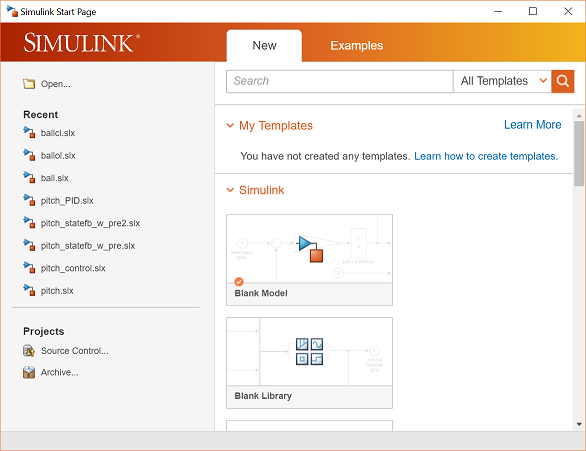 Simulink Start Page
SIMULINK®
New
Examples
Open...
Recent
ballcl.slx
ballol.slx
ball.slx
pitch_PID.slx
pitch_statefb_w_pre2.slx
pitch_statefb_w_pre.slx
pitch_control.slx
pitch.slx
Projects
Source Control...
Archive...
Search
All Templates
My Templates
Learn More
You have not created any templates. Learn how to create templates.
Simulink
Blank Model
Blank Library